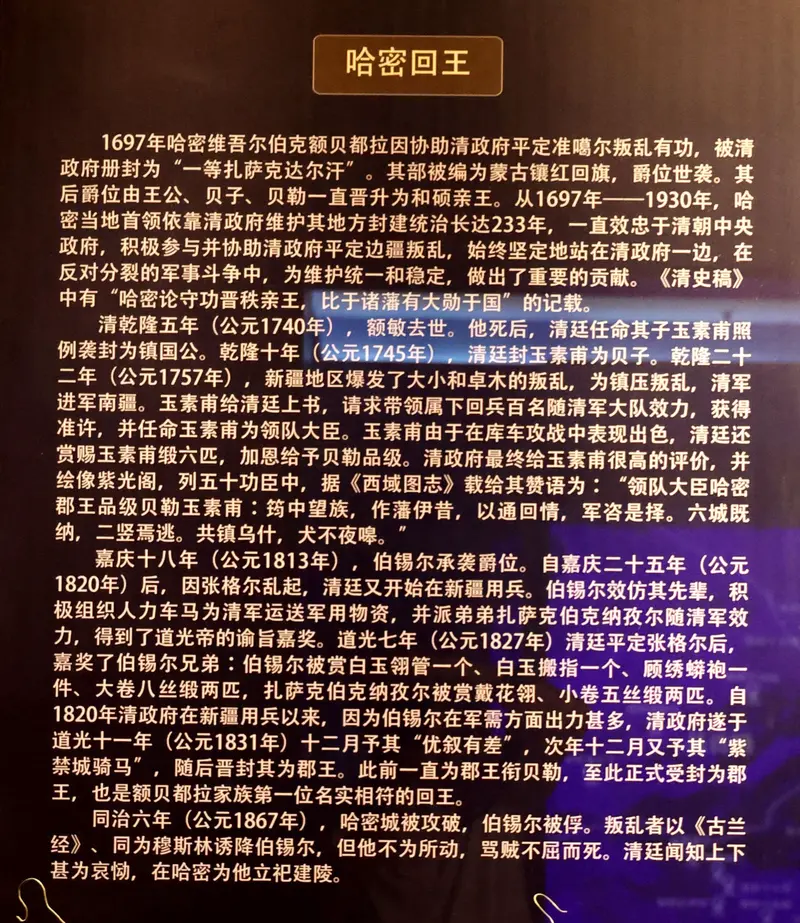 哈密回王
1697年哈密维吾尔伯克额贝都拉因协助清政府平定准噶尔叛乱有功，被清
政府册封为“一等扎萨克达尔汗”。其部被编为蒙古镶红回旗，爵位世袭。其
后爵位由王公、贝子、贝勒一直晋升为和硕亲王。从1697年——1930年，哈
密当地首领依靠清政府维护其地方封建统治长达233年，一直效忠于清朝中央
政府，积极参与并协助清政府平定边疆叛乱，始终坚定地站在清政府一边，在
反对分裂的军事斗争中，为维护统一和稳定，做出了重要的贡献。《清史稿》
中有“哈密论守功晋秩亲王，比于诸藩有大勋于国”的记载。
清乾隆五年（公元1740年），额敏去世。他死后，清廷任命其子玉素甫照
例袭封为镇国公。乾隆十年（公元1745年），清廷封玉素甫为贝子。乾隆二十
二年（公元1757年），新疆地区爆发了大小和卓木的叛乱，为镇压叛乱，清军
进军南疆。玉素甫给清廷上书，请求带领属下回兵百名随清军大队效力，获得
准许，并任命玉素甫为领队大臣。玉素甫由于在库车攻战中表现出色，清廷还
赏赐玉素甫缎六匹，加恩给予贝勒品级。清政府最终给玉素甫很高的评价，并
绘像紫光阁，列五十功臣中，据《西域图志》载给其赞语为：“领队大臣哈密
郡王品级贝勒玉素甫：筠中望族，作藩伊昔，以通回情，军咨是择。六城既
纳，二竖焉逃。共镇乌什，犬不夜嗥。”
嘉庆十八年（公元1813年），伯锡尔承袭爵位。自嘉庆二十五年（公元
1820年）后，因张格尔乱起，清廷又开始在新疆用兵。伯锡尔效仿其先辈，积
极组织人力车马为清军运送军用物资，并派弟弟扎萨克伯克纳孜尔随清军效
力，得到了道光帝的谕旨嘉奖。道光七年（公元1827年）清廷平定张格尔后，
嘉奖了伯锡尔兄弟：伯锡尔被赏白玉翎管一个、白玉搬指一个、顾绣蟒袍一
件、大卷八丝缎两匹，扎萨克伯克纳孜尔被赏戴花翎、小卷五丝缎两匹。自
1820年清政府在新疆用兵以来，因为伯锡尔在军需方面出力甚多，清政府遂于
道光十一年（公元1831年）十二月予其“优叙有差”，次年十二月又予其“紫
禁城骑马”，随后晋封其为郡王。此前一直为郡王衔贝勒，至此正式受封为郡
王，也是额贝都拉家族第一位名实相符的回王。
同治六年（公元1867年），哈密城被攻破，伯锡尔被俘。叛乱者以《古兰
经》、同为穆斯林诱降伯锡尔，但他不为所动，骂贼不屈而死。清廷闻知上下
甚为哀恸，在哈密为他立祀建陵。